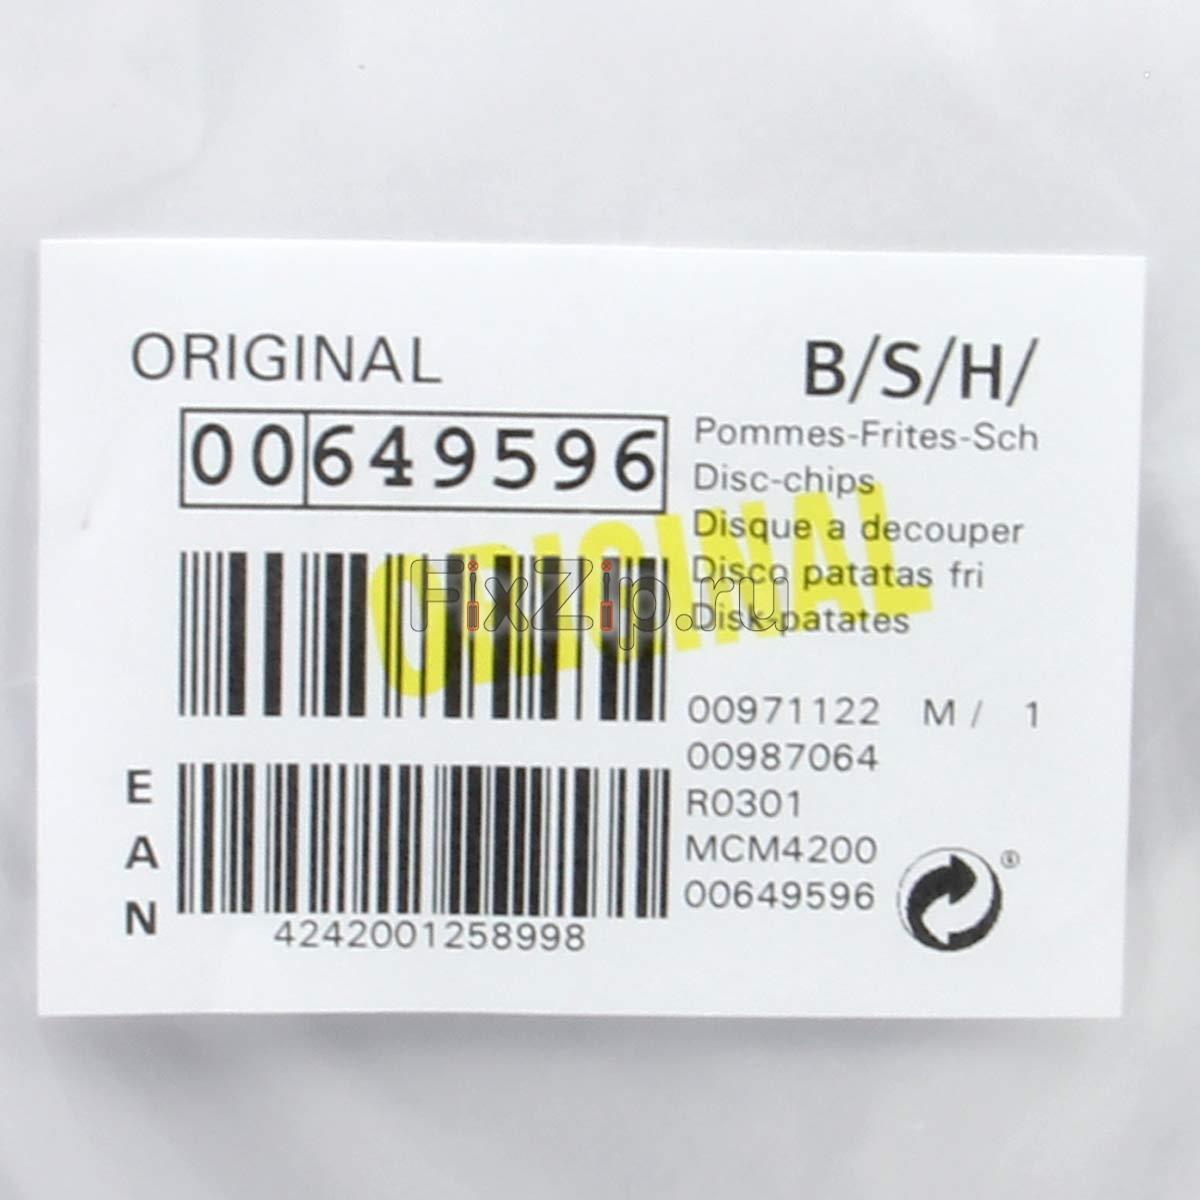 ORIGINAL
B/S/H/
00649596
Pommes-Frites-Sch
Disc-chips
Disque a decouper
Disco patatas fri
Disk patates
ORIGINAL
FixZip.ru
00971122 M/ 1
00987064
R0301
MCM4200
00649596
EAN
4242001258998
®